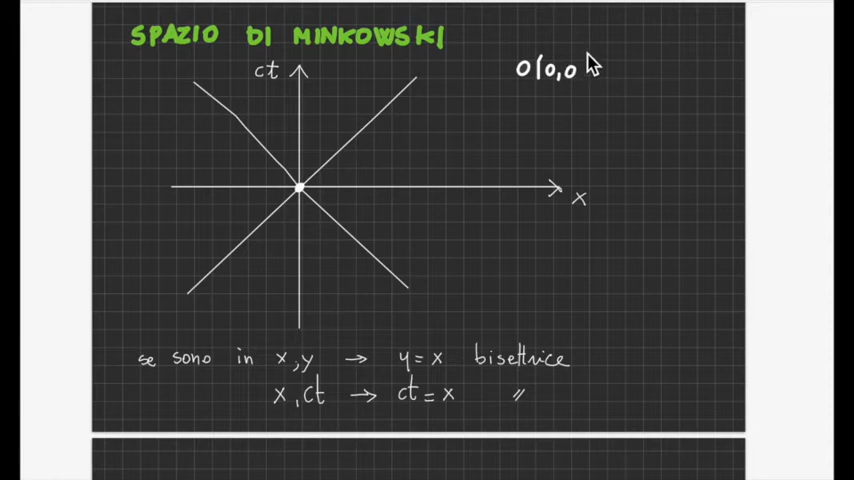 SPAZIO DI MINKOWSKI
ct
O(0,0
x
se sono in x,y → y = x bisettrice
x, ct → ct = x //